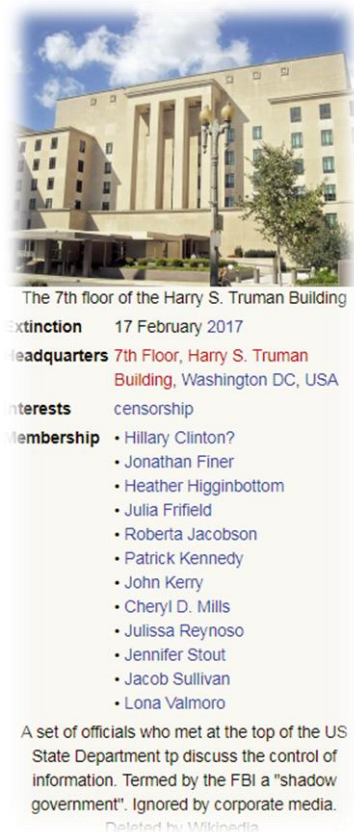 The 7th floor of the Harry S. Truman Building
Extinction 17 February 2017
Headquarters 7th Floor, Harry S. Truman
Building, Washington DC, USA
Interests censorship
Membership • Hillary Clinton?
• Jonathan Finer
• Heather Higginbottom
• Julia Frifield
• Roberta Jacobson
• Patrick Kennedy
• John Kerry
• Cheryl D. Mills
• Julissa Reynoso
• Jennifer Stout
• Jacob Sullivan
• Lona Valmoro
A set of officials who met at the top of the US
State Department tp discuss the control of
information. Termed by the FBI a "shadow
government". Ignored by corporate media.
Deleted by Wikipedia